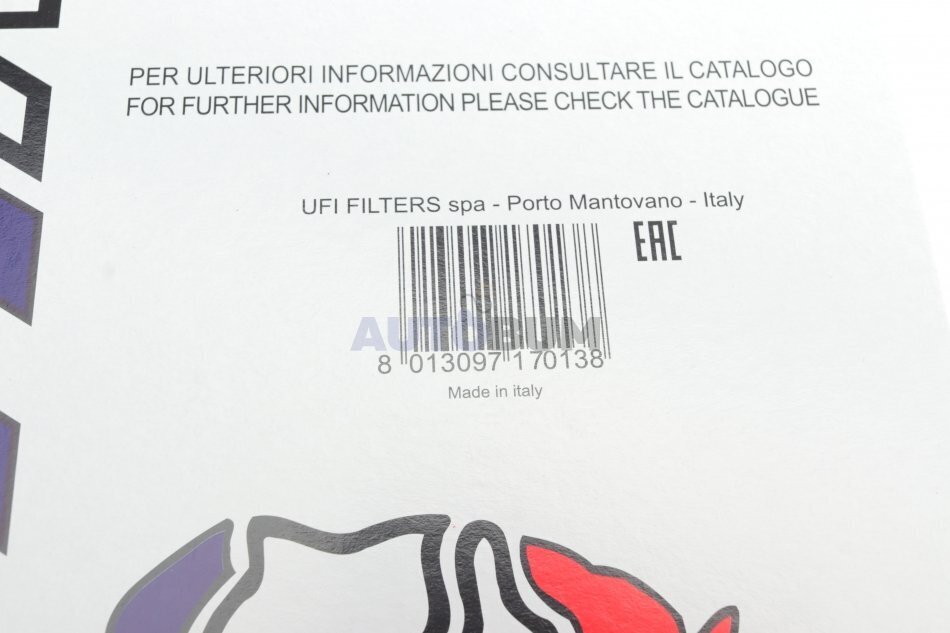 PER ULTERIORI INFORMAZIONI CONSULTARE IL CATALOGO
FOR FURTHER INFORMATION PLEASE CHECK THE CATALOGUE
UFI FILTERS spa - Porto Mantovano - Italy
EAC
AUTOBUM
8 013097 170138
Made in italy